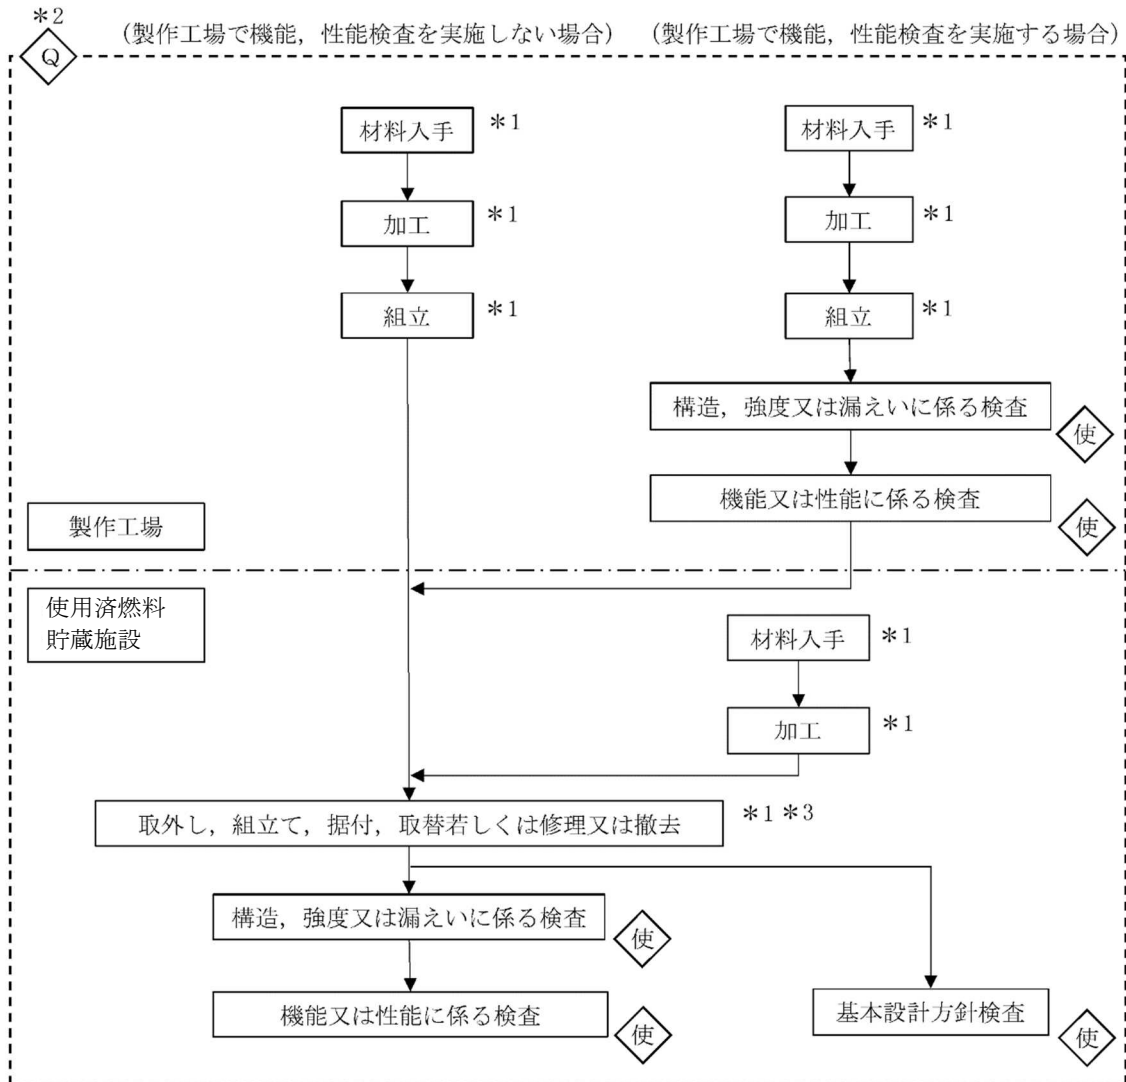 ＊2
Q
（製作工場で機能，性能検査を実施しない場合）
（製作工場で機能，性能検査を実施する場合）
材料入手
＊1
材料入手
＊1
加工
＊1
加工
＊1
組立
＊1
組立
＊1
構造，強度又は漏えいに係る検査
使
機能又は性能に係る検査
使
製作工場
使用済燃料
貯蔵施設
材料入手
＊1
加工
＊1
取外し，組立て，据付，取替若しくは修理又は撤去
＊1 ＊3
構造，強度又は漏えいに係る検査
使
機能又は性能に係る検査
使
基本設計方針検査
使